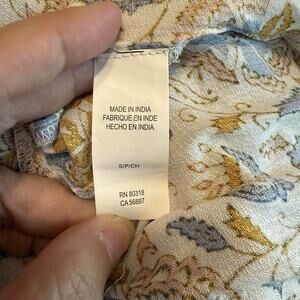 MADE IN INDIA
FABRIQUE EN INDE
HECHO EN INDIA
S/P/CH
RN 80318
CA 56897